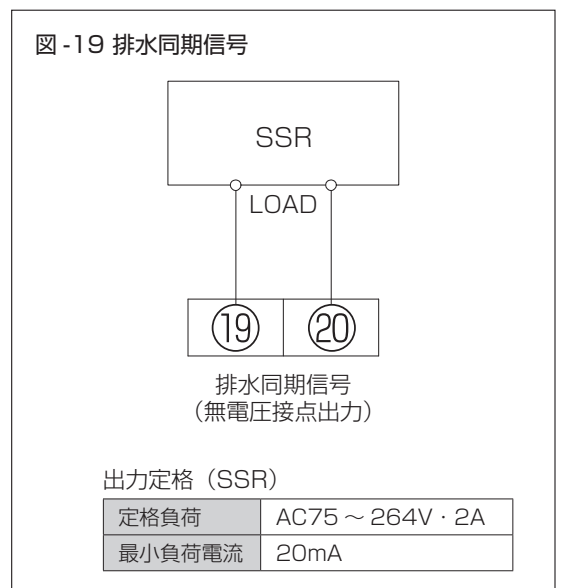 図-19 排水同期信号
SSR
LOAD
⑲ ⑳
排水同期信号
（無電圧接点出力）
出力定格（SSR）
定格負荷 AC75～264V・2A
最小負荷電流 20mA